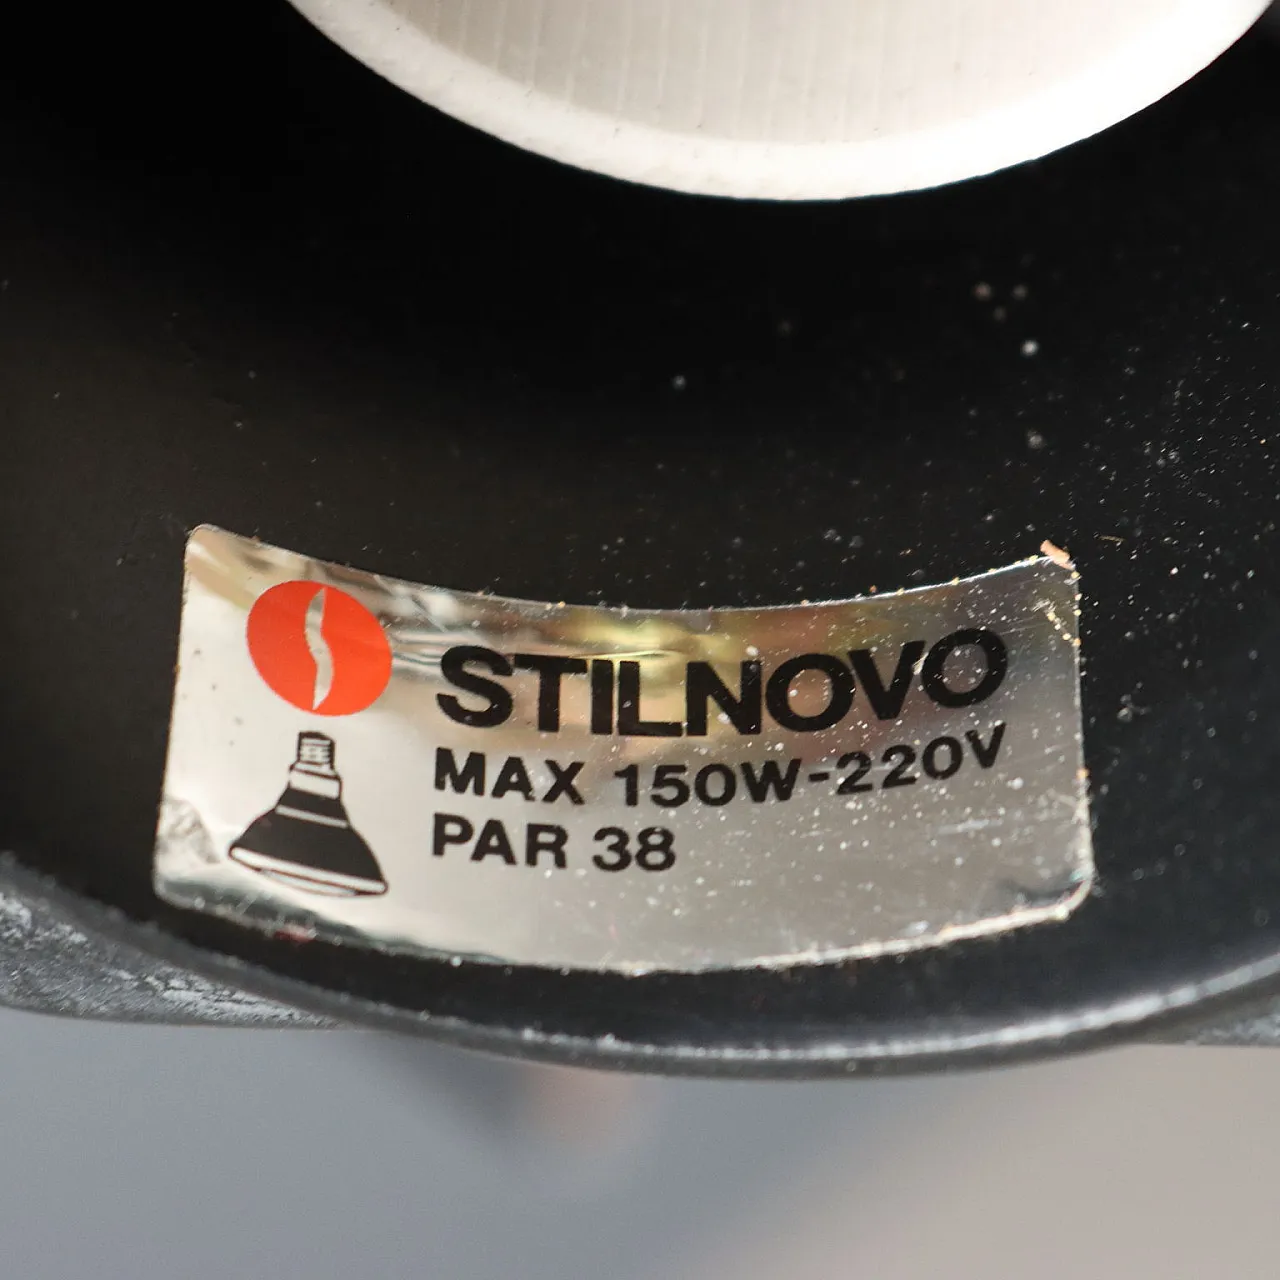 STILNOVO
MAX 150W-220V
PAR 38